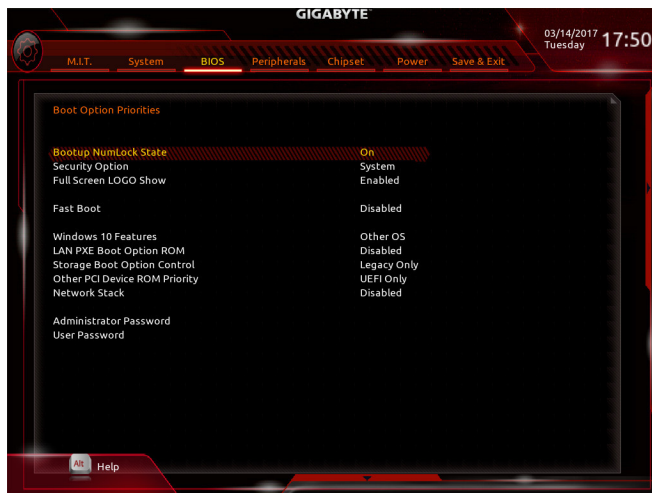 GIGABYTE™
03/14/2017 17:50
Tuesday
M.I.T. System BIOS Peripherals Chipset Power Save & Exit
Boot Option Priorities
Bootup NumLock State On
Security Option System
Full Screen LOGO Show Enabled
Fast Boot Disabled
Windows 10 Features Other OS
LAN PXE Boot Option ROM Disabled
Storage Boot Option Control Legacy Only
Other PCI Device ROM Priority UEFI Only
Network Stack Disabled
Administrator Password
User Password
Alt Help